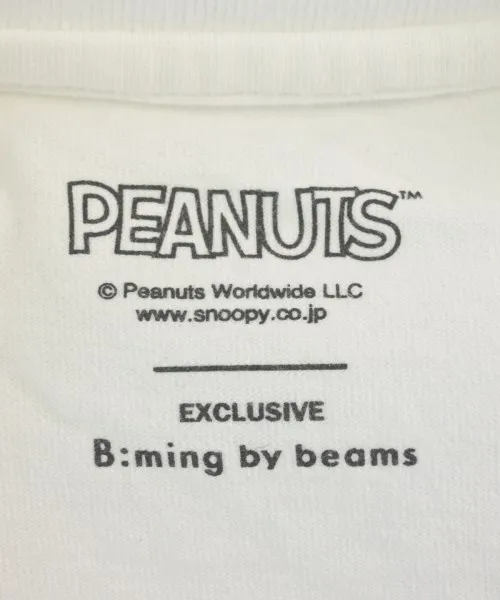 PEANUTS™
© Peanuts Worldwide LLC
www.snoopy.co.jp
EXCLUSIVE
B:ming by beams